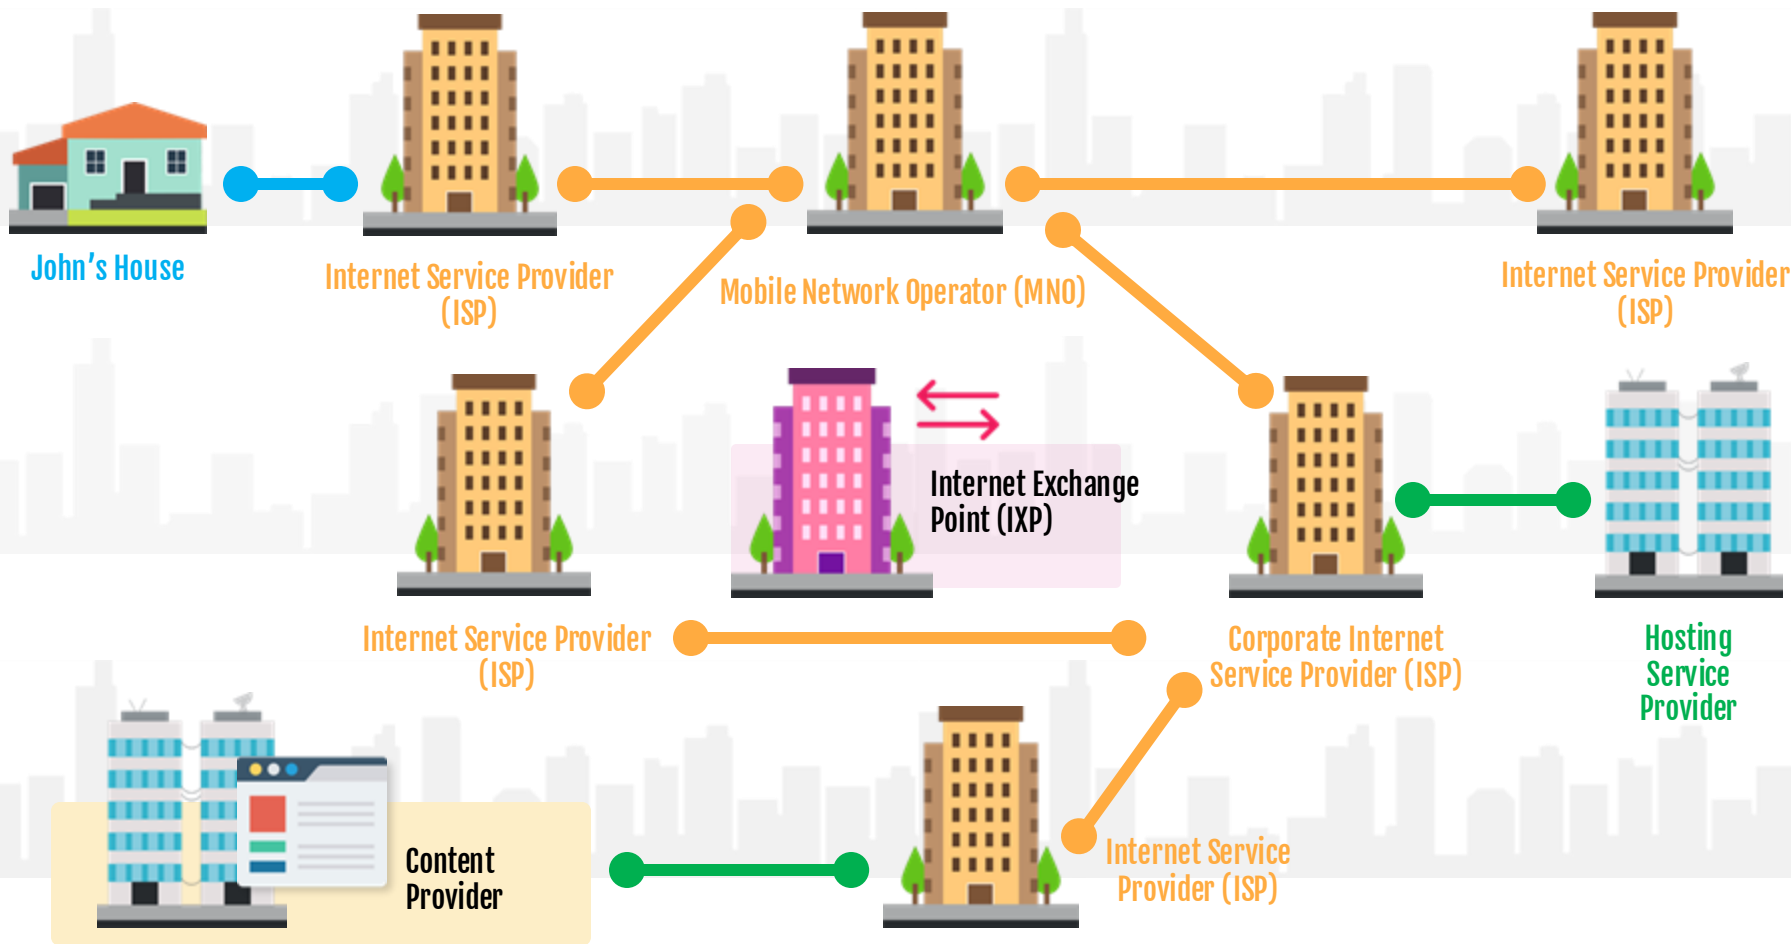 John's House
Internet Service Provider
(ISP)
Mobile Network Operator (MNO)
Internet Service Provider
(ISP)
Internet Exchange
Point (IXP)
Internet Service Provider
(ISP)
Corporate Internet
Service Provider (ISP)
Hosting
Service
Provider
Content
Provider
Internet Service
Provider (ISP)